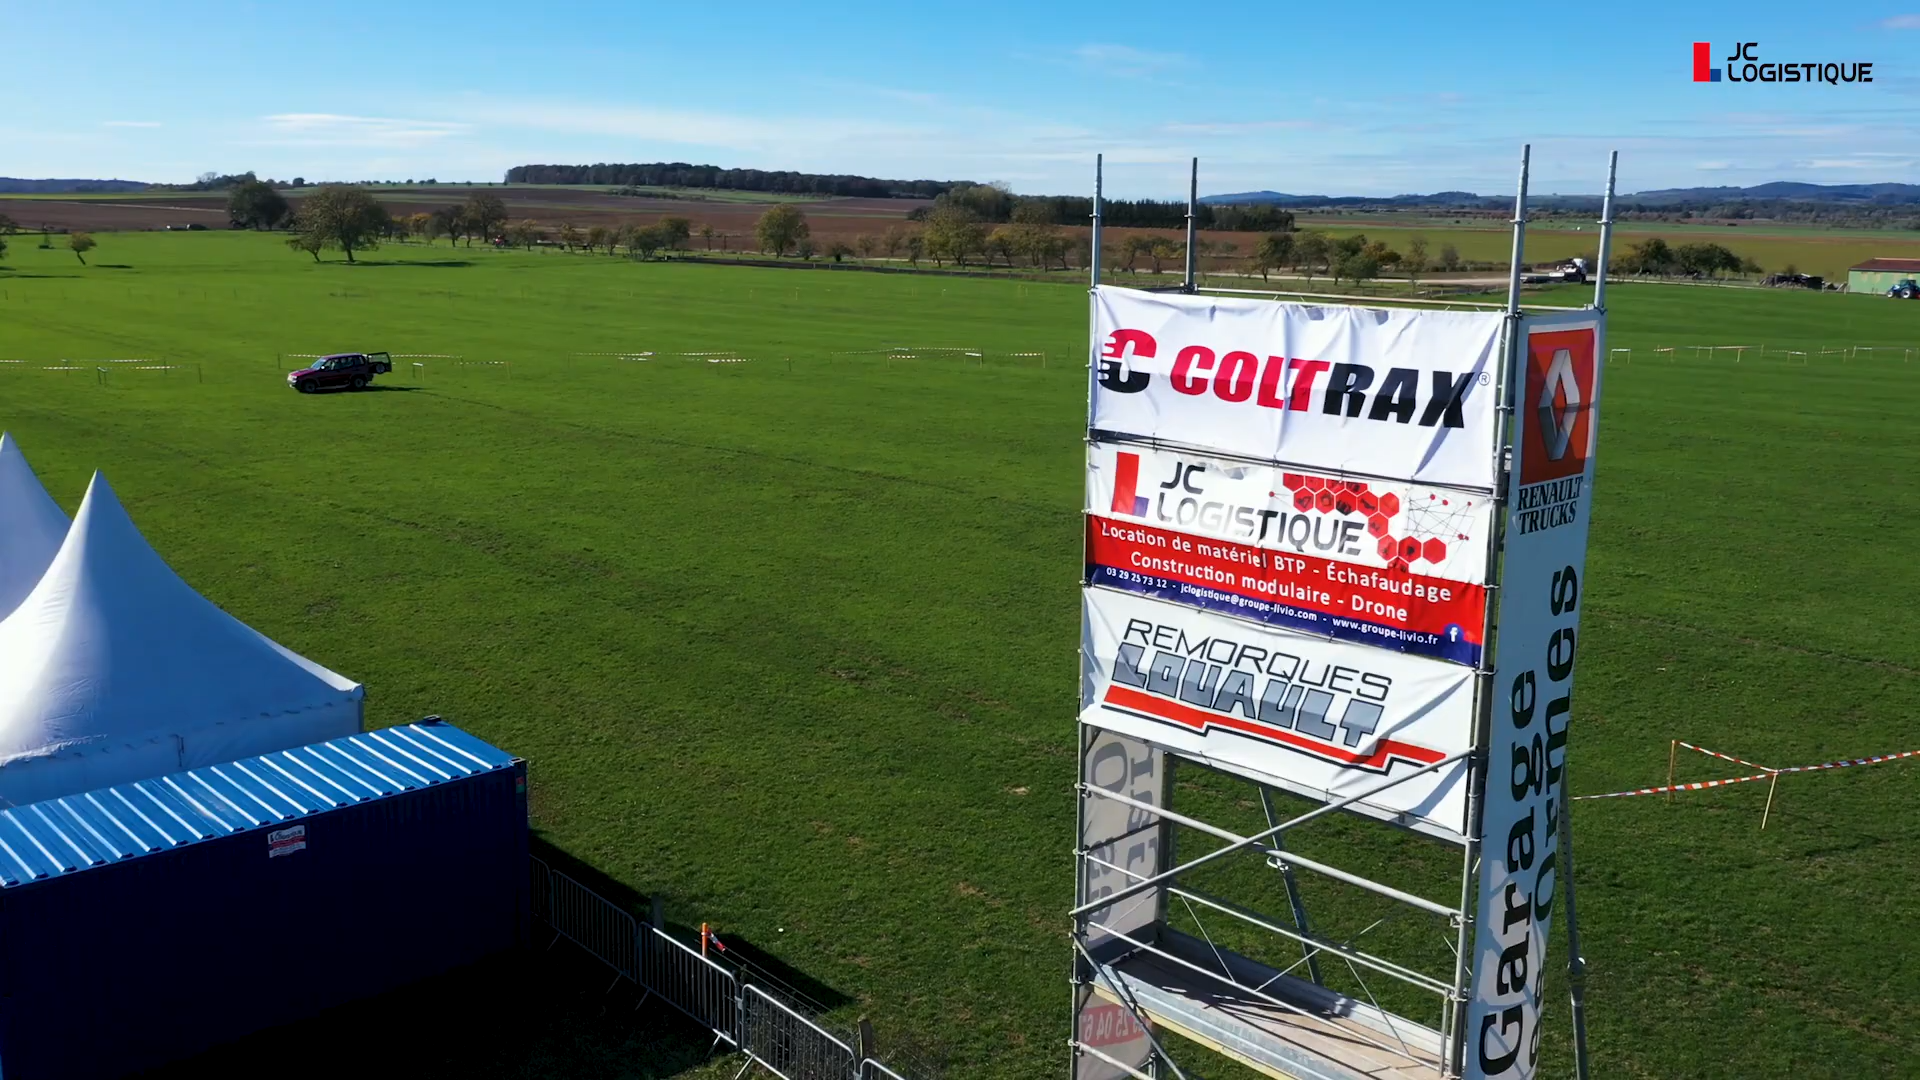 JC
LOGISTIQUE
COLTRAX®
JC
LOGISTIQUE
Location de matériel BTP - Échafaudage
Construction modulaire - Drone
03 29 25 73 12 - jclogistique@groupe-livio.com - www.groupe-livio.fr f
REMORQUES
LOUAULT
RENAULT
TRUCKS
Garage
ornes